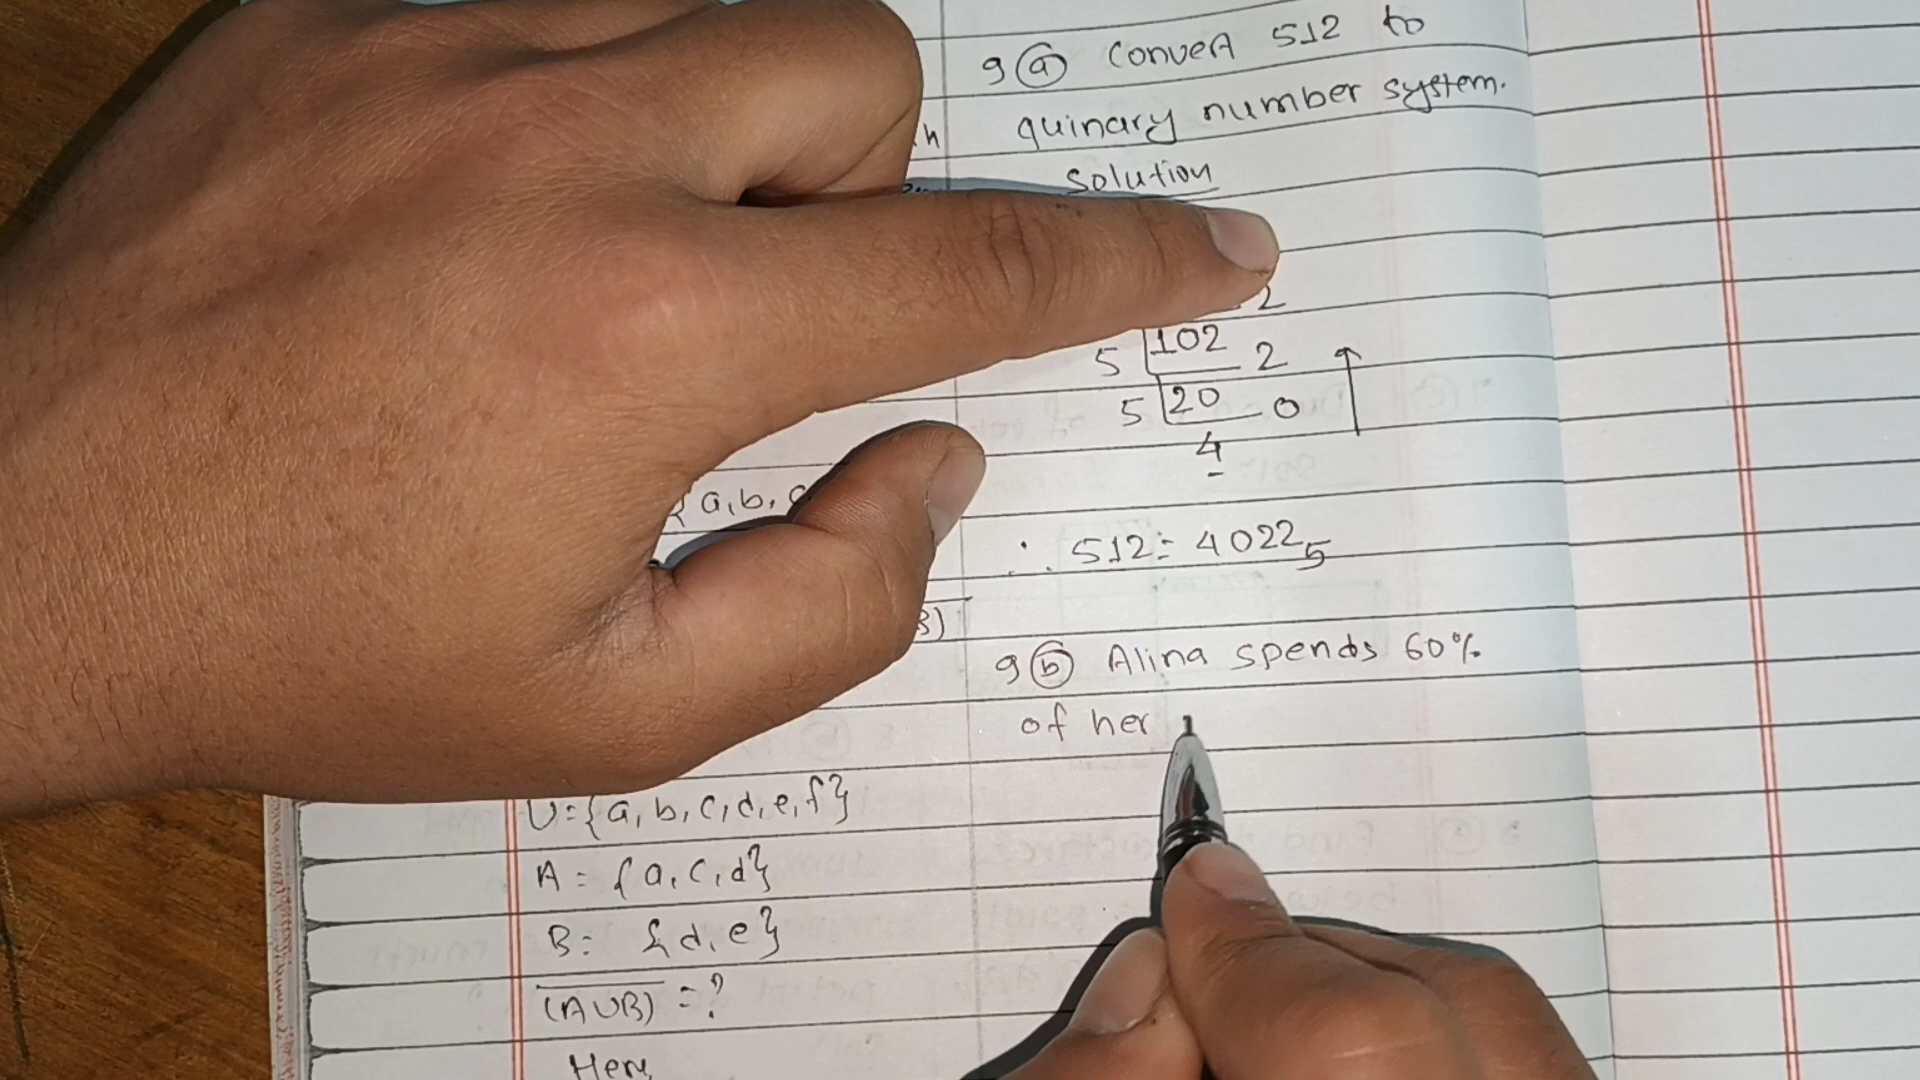 {a, b,
B)
U={a, b, c, d, e, f}
A = {a, c, d}
B= {d, e}
(A∪B) = ?
Here,
9 (a) Convert 512 to
quinary number system.
Solution
2
5 102 2
5 20 - 0
4
∴ 512 = 4022₅
9 (b) Alina spends 60%
of her